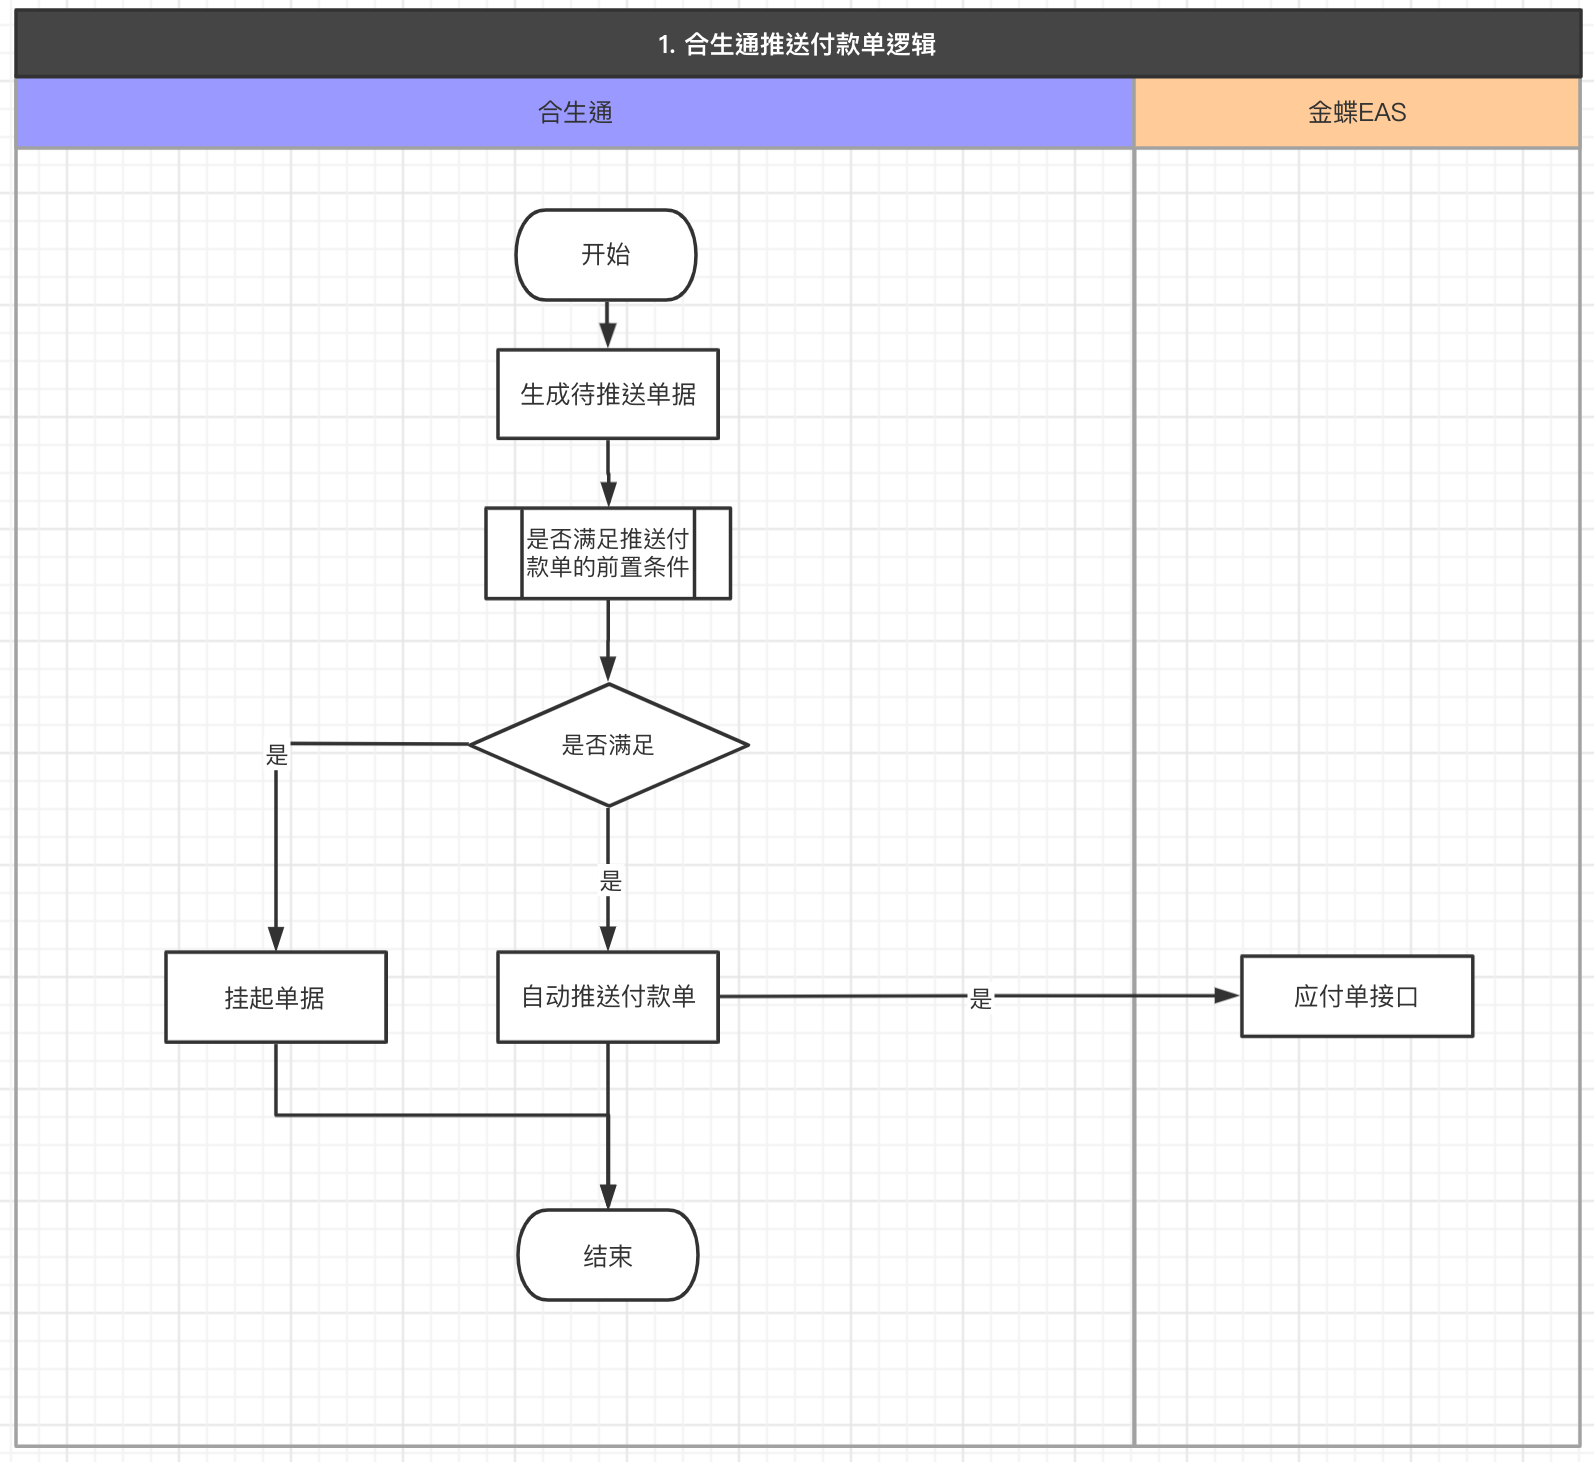 1. 合生通推送付款单逻辑
合生通
金蝶EAS
开始
生成待推送单据
是否满足推送付
款单的前置条件
是否满足
是
是
挂起单据
自动推送付款单
是
应付单接口
结束